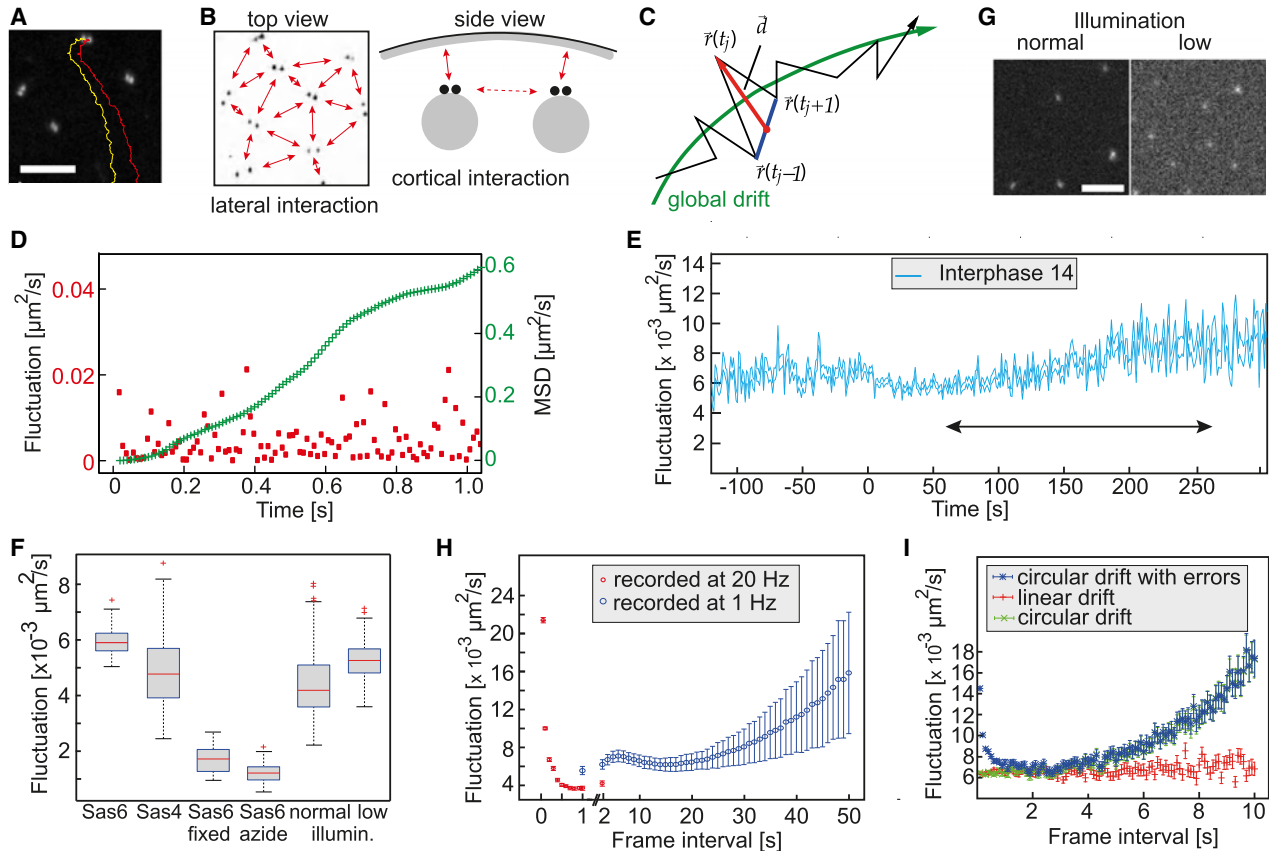 A
B
top view
side view
lateral interaction
cortical interaction
C
r⃗(tj)
d⃗
r⃗(tj+1)
r⃗(tj−1)
global drift
G
Illumination
normal
low
D
Fluctuation [µm²/s]
0.04
0.02
0
0.6
0.4
0.2
0
MSD [µm²/s]
0
0.2
0.4
0.6
0.8
1.0
Time [s]
E
Fluctuation [x 10⁻³ µm²/s]
14
12
10
8
6
4
2
Interphase 14
-100
-50
0
50
100
150
200
250
Time [s]
F
Fluctuation [x10⁻³ µm²/s]
8
6
4
2
Sas6
Sas4
Sas6
fixed
Sas6
azide
normal low
illumin.
H
Fluctuation [x 10⁻³ µm²/s]
24
20
16
12
8
4
recorded at 20 Hz
recorded at 1 Hz
0
1
2
10
20
30
40
50
Frame interval [s]
I
circular drift with errors
linear drift
circular drift
Fluctuation [x 10⁻³ µm²/s]
18
16
14
12
10
8
6
0
2
4
6
8
10
Frame interval [s]